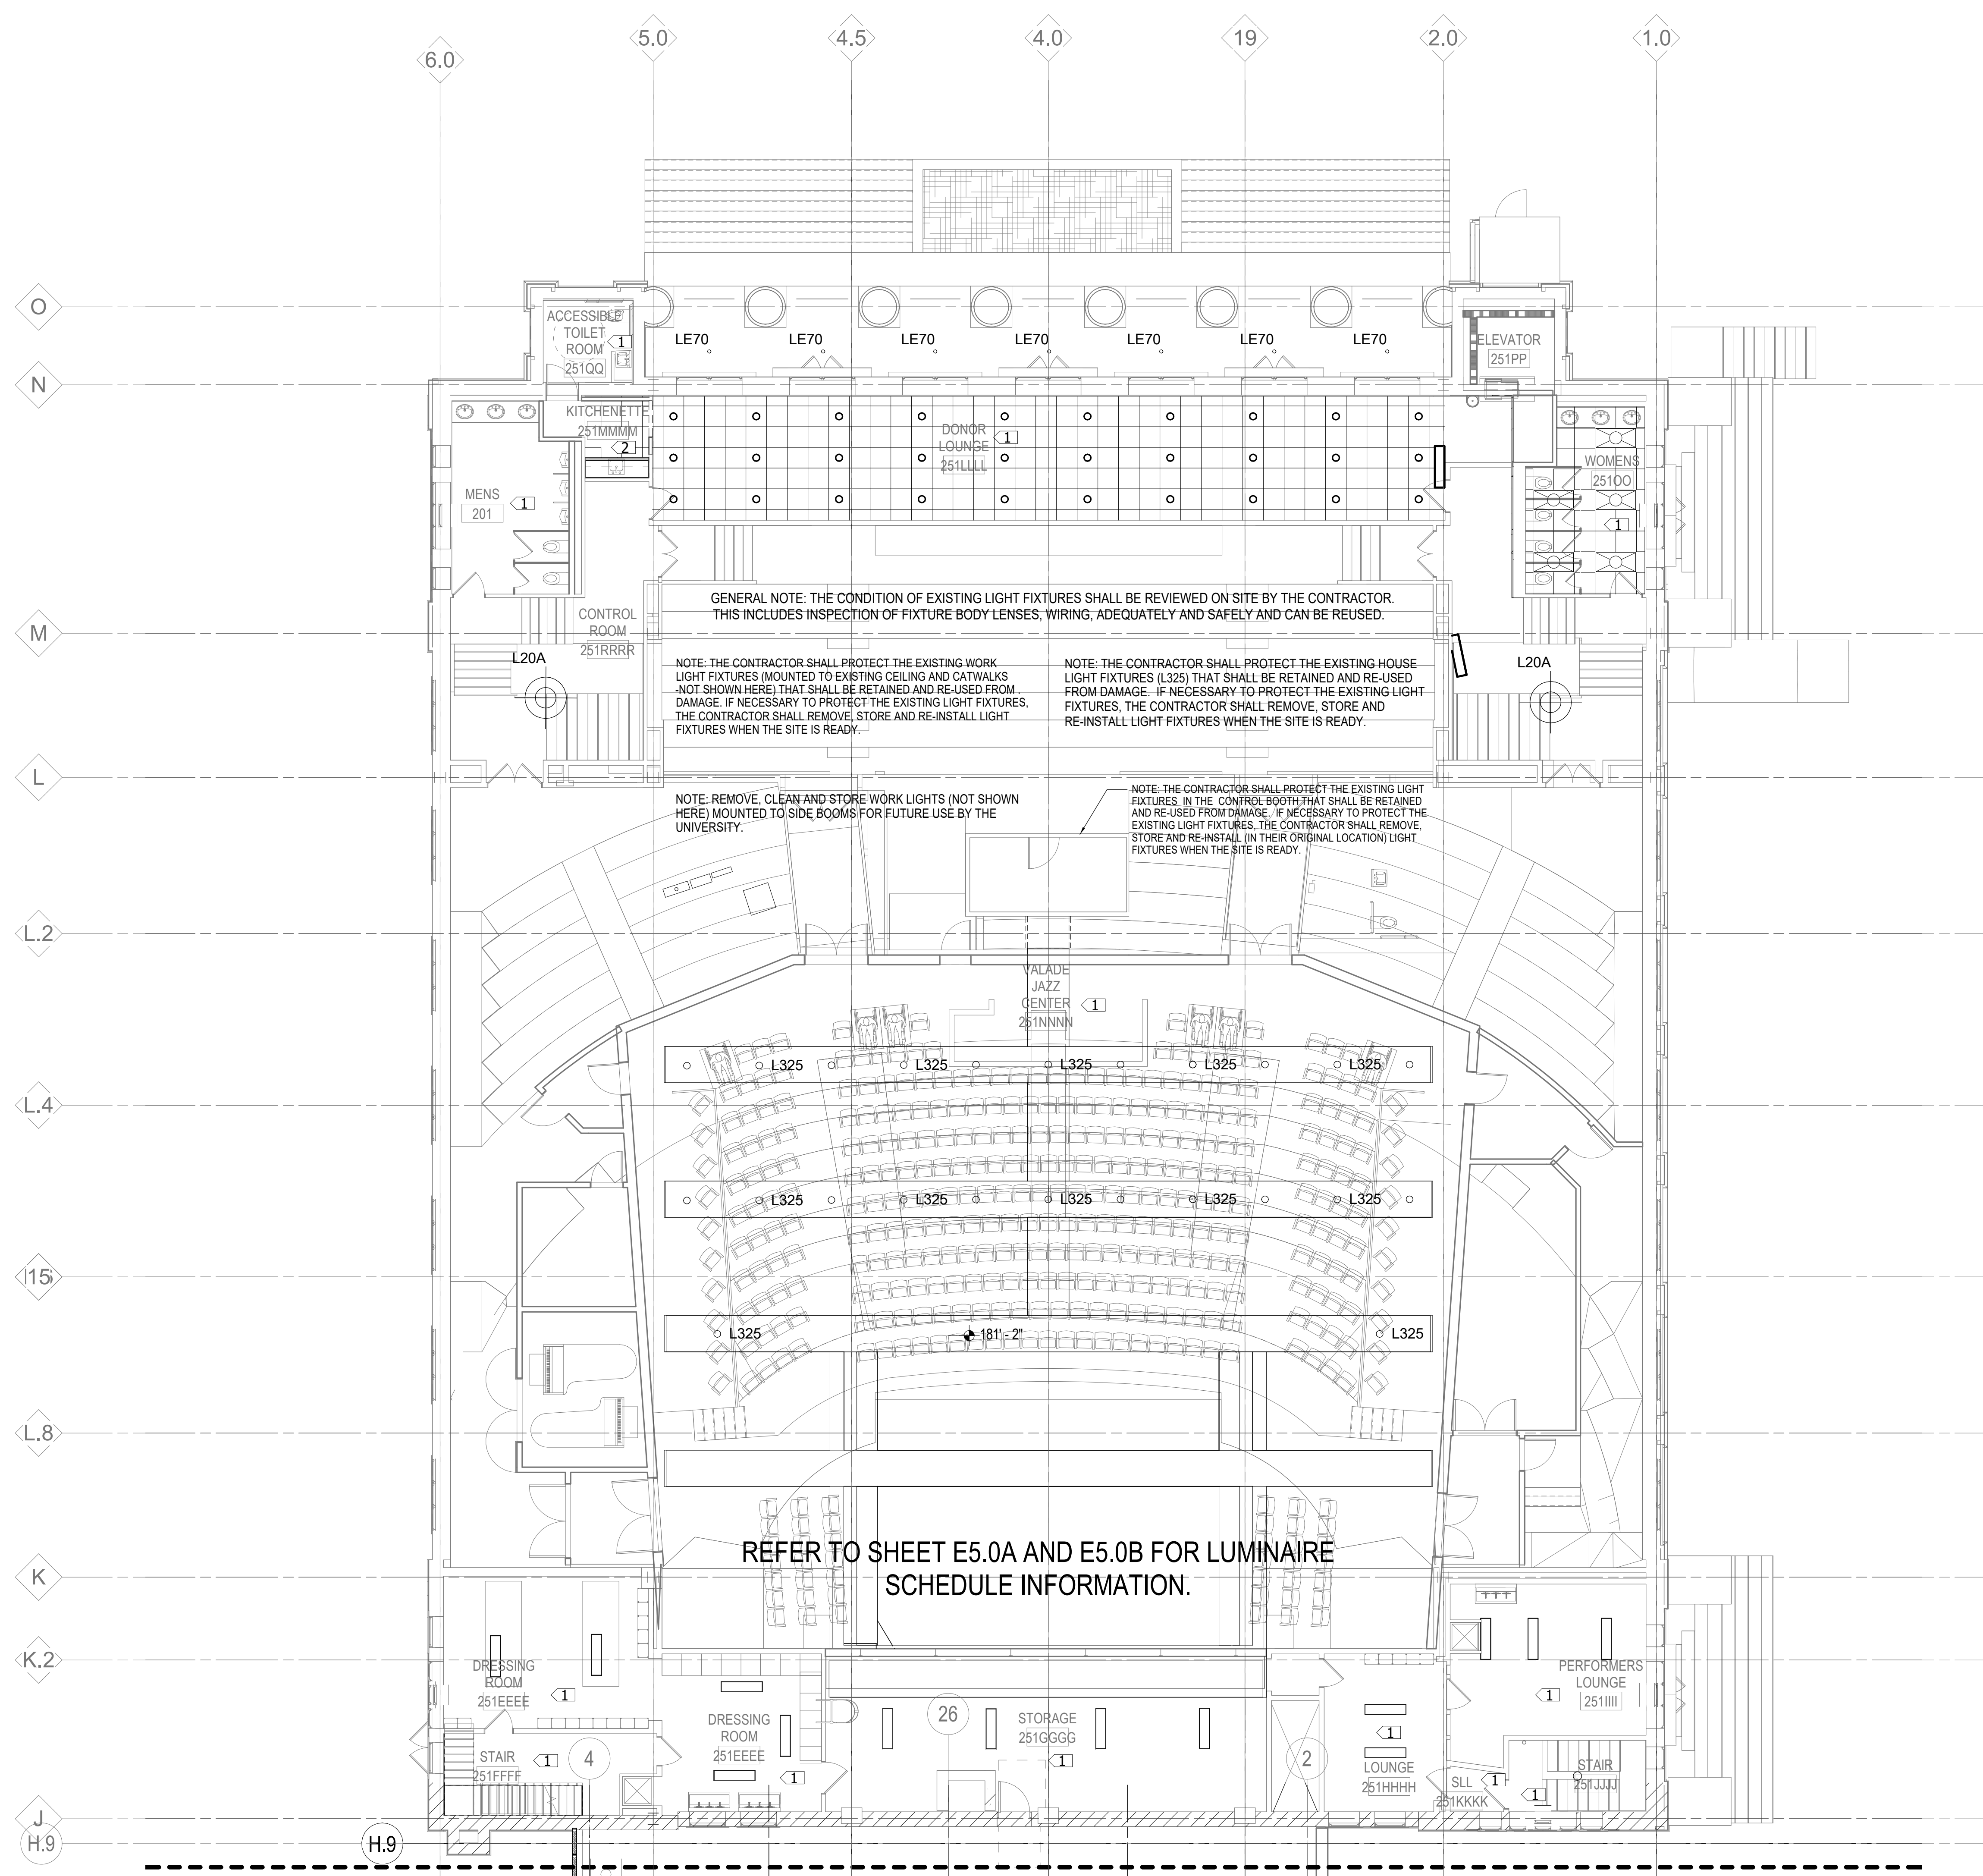 6.0
5.0
4.5
4.0
19
2.0
1.0
O
ACCESSIBLE
TOILET
ROOM
1
251QQ
LE70
LE70
LE70
LE70
LE70
LE70
LE70
ELEVATOR
251PP
N
KITCHENETTE
251MMMM
2
DONOR
LOUNGE
1
251LLLL
WOMENS
251OO
1
MENS
201
1
GENERAL NOTE: THE CONDITION OF EXISTING LIGHT FIXTURES SHALL BE REVIEWED ON SITE BY THE CONTRACTOR.
THIS INCLUDES INSPECTION OF FIXTURE BODY LENSES, WIRING, ADEQUATELY AND SAFELY AND CAN BE REUSED.
M
CONTROL
ROOM
251RRRR
L20A
NOTE: THE CONTRACTOR SHALL PROTECT THE EXISTING WORK
LIGHT FIXTURES (MOUNTED TO EXISTING CEILING AND CATWALKS
-NOT SHOWN HERE) THAT SHALL BE RETAINED AND RE-USED FROM .
DAMAGE. IF NECESSARY TO PROTECT THE EXISTING LIGHT FIXTURES,
THE CONTRACTOR SHALL REMOVE, STORE AND RE-INSTALL LIGHT
FIXTURES WHEN THE SITE IS READY.
NOTE: THE CONTRACTOR SHALL PROTECT THE EXISTING HOUSE
LIGHT FIXTURES (L325) THAT SHALL BE RETAINED AND RE-USED
FROM DAMAGE. IF NECESSARY TO PROTECT THE EXISTING LIGHT
FIXTURES, THE CONTRACTOR SHALL REMOVE, STORE AND
RE-INSTALL LIGHT FIXTURES WHEN THE SITE IS READY.
L20A
L
NOTE: REMOVE, CLEAN AND STORE WORK LIGHTS (NOT SHOWN
HERE) MOUNTED TO SIDE BOOMS FOR FUTURE USE BY THE
UNIVERSITY.
NOTE: THE CONTRACTOR SHALL PROTECT THE EXISTING LIGHT
FIXTURES IN THE CONTROL BOOTH THAT SHALL BE RETAINED
AND RE-USED FROM DAMAGE. IF NECESSARY TO PROTECT THE
EXISTING LIGHT FIXTURES, THE CONTRACTOR SHALL REMOVE,
STORE AND RE-INSTALL (IN THEIR ORIGINAL LOCATION) LIGHT
FIXTURES WHEN THE SITE IS READY.
L.2
VALADE
JAZZ
CENTER
1
251NNNN
L325
L325
L325
L325
L325
L.4
L325
L325
L325
L325
L325
15
L325
181' - 2"
L325
L.8
REFER TO SHEET E5.0A AND E5.0B FOR LUMINAIRE
SCHEDULE INFORMATION.
K
K.2
DRESSING
ROOM
251EEEE
1
PERFORMERS
LOUNGE
251IIII
1
DRESSING
ROOM
251EEEE
1
26
STORAGE
251GGGG
1
1
LOUNGE
251HHHH
STAIR
251FFFF
1
4
2
SLL
251KKKK
1
1
STAIR
251JJJJ
J
H.9
H.9